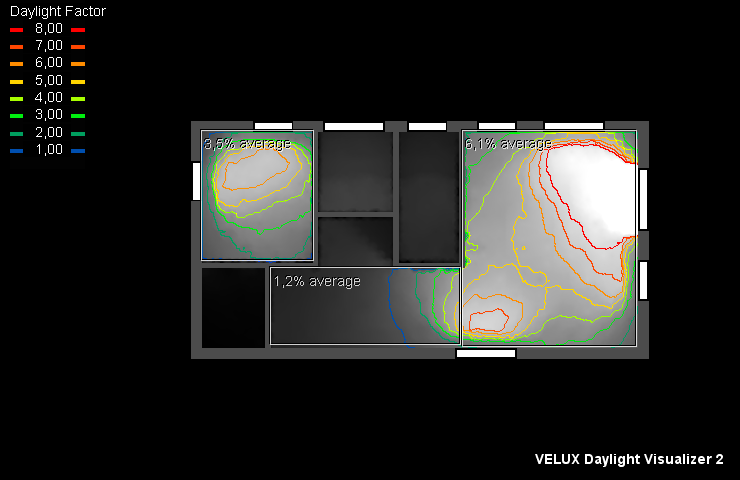 Daylight Factor
8,00
7,00
6,00
5,00
4,00
3,00
2,00
1,00
3,5% average
6,1% average
1,2% average
VELUX Daylight Visualizer 2